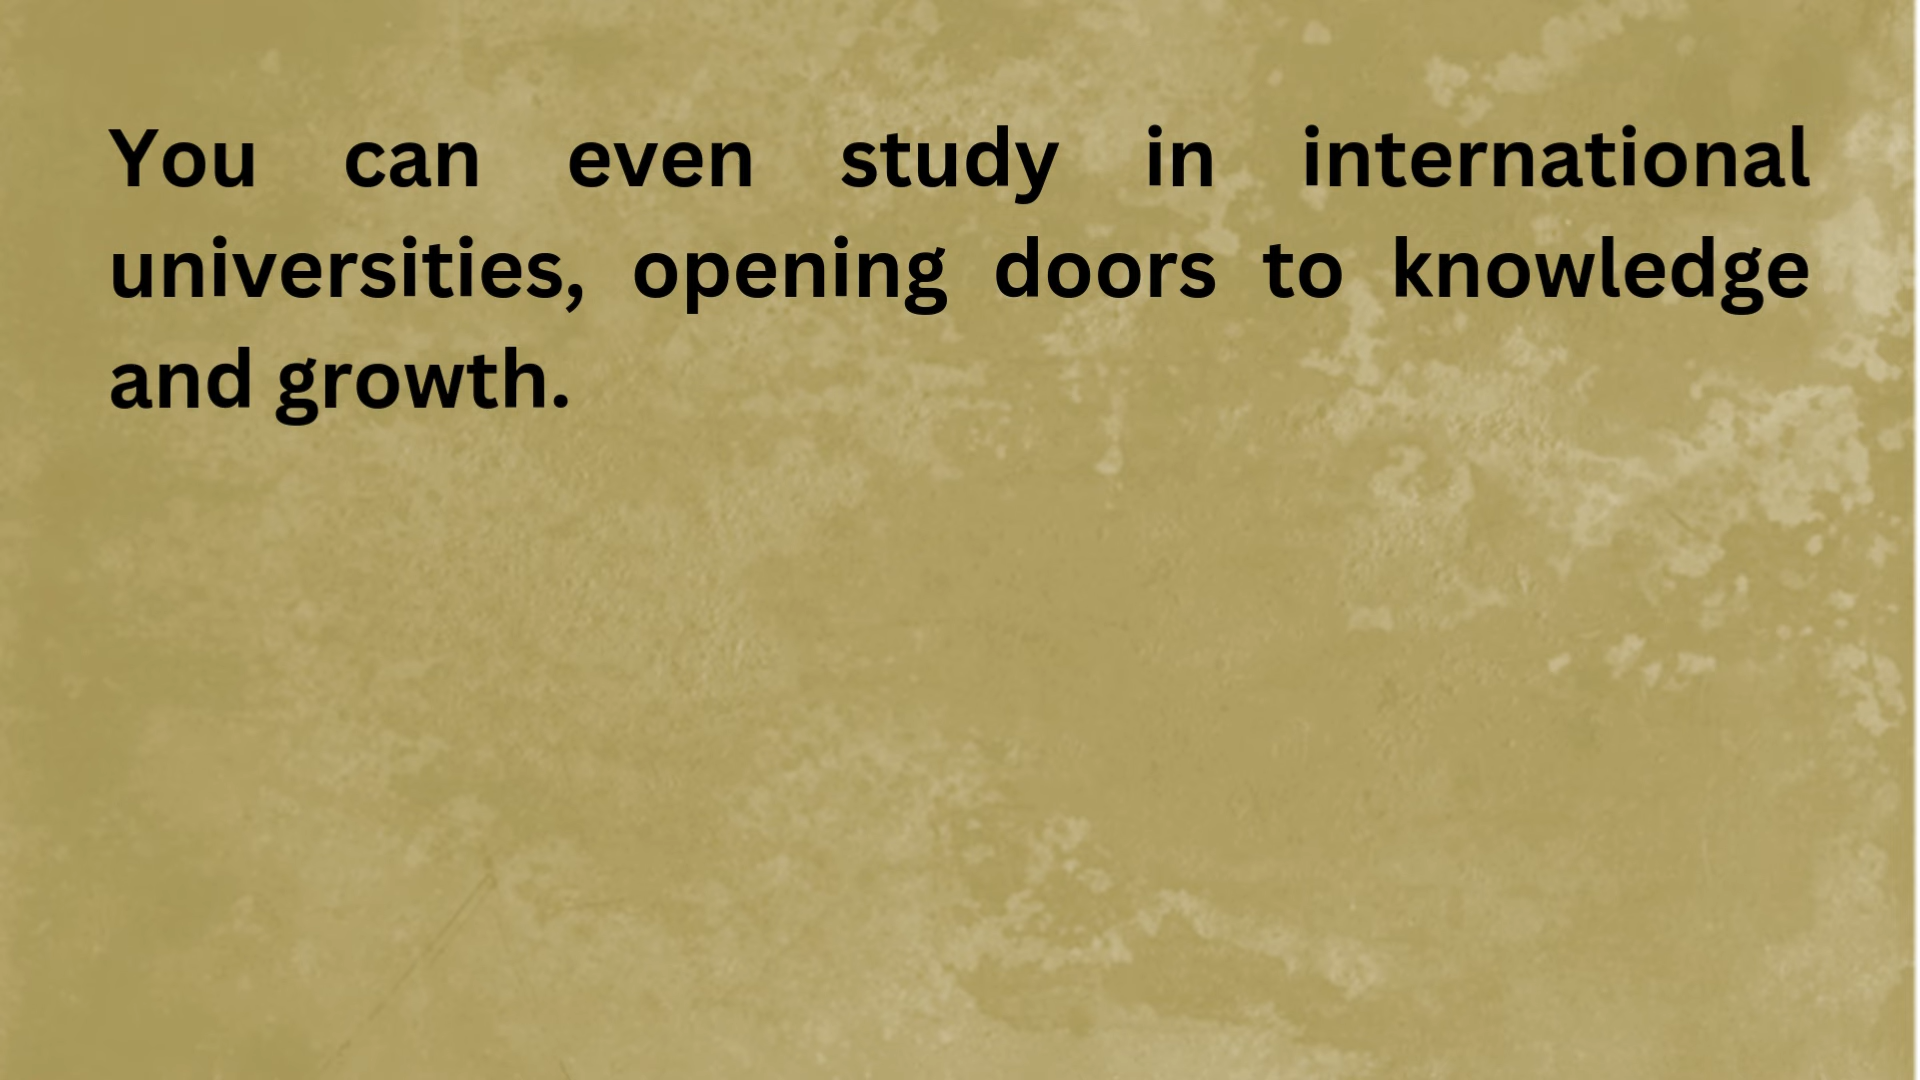 You can even study in international
universities, opening doors to knowledge
and growth.